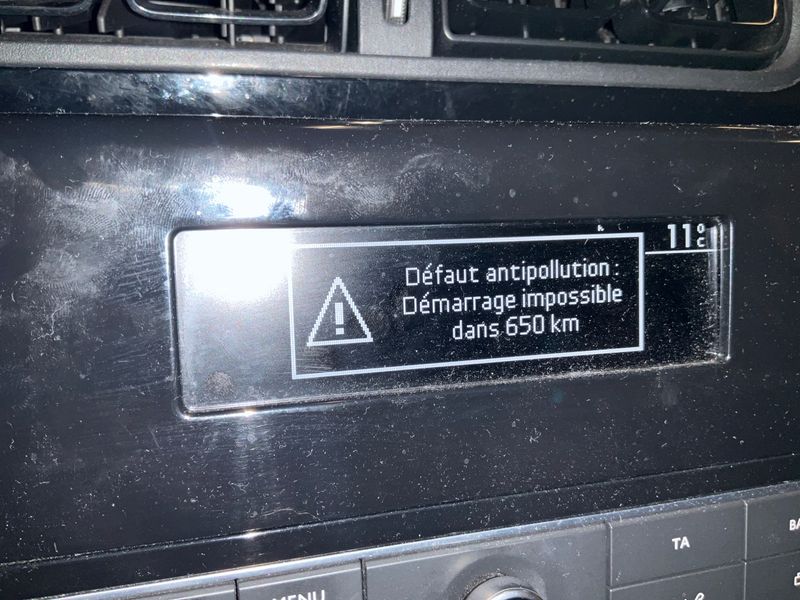 11°C
Défaut antipollution :
Démarrage impossible
dans 650 km
TA
MENU